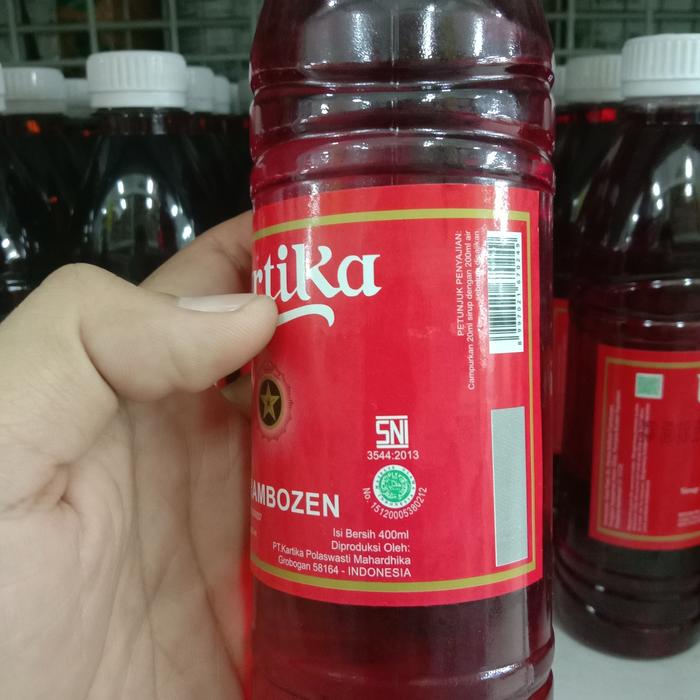 rtika
PETUNJUK PENYAJIAN:
Campurkan 20ml sirup dengan 200ml air
SNI
3544:2013
No. 15120005380212
AMBOZEN
Isi Bersih 400ml
Diproduksi Oleh:
PT.Kartika Polaswasti Mahardhika
Grobogan 58164 - INDONESIA